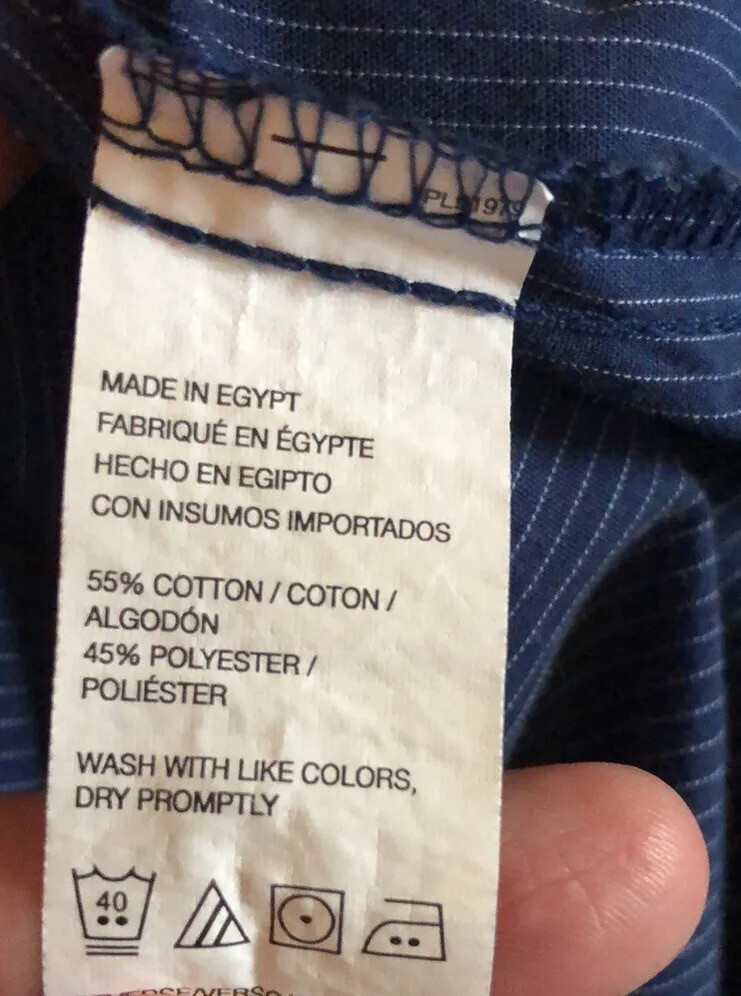 MADE IN EGYPT
FABRIQUÉ EN ÉGYPTE
HECHO EN EGIPTO
CON INSUMOS IMPORTADOS
55% COTTON / COTON /
ALGODÓN
45% POLYESTER /
POLIÉSTER
WASH WITH LIKE COLORS,
DRY PROMPTLY
40